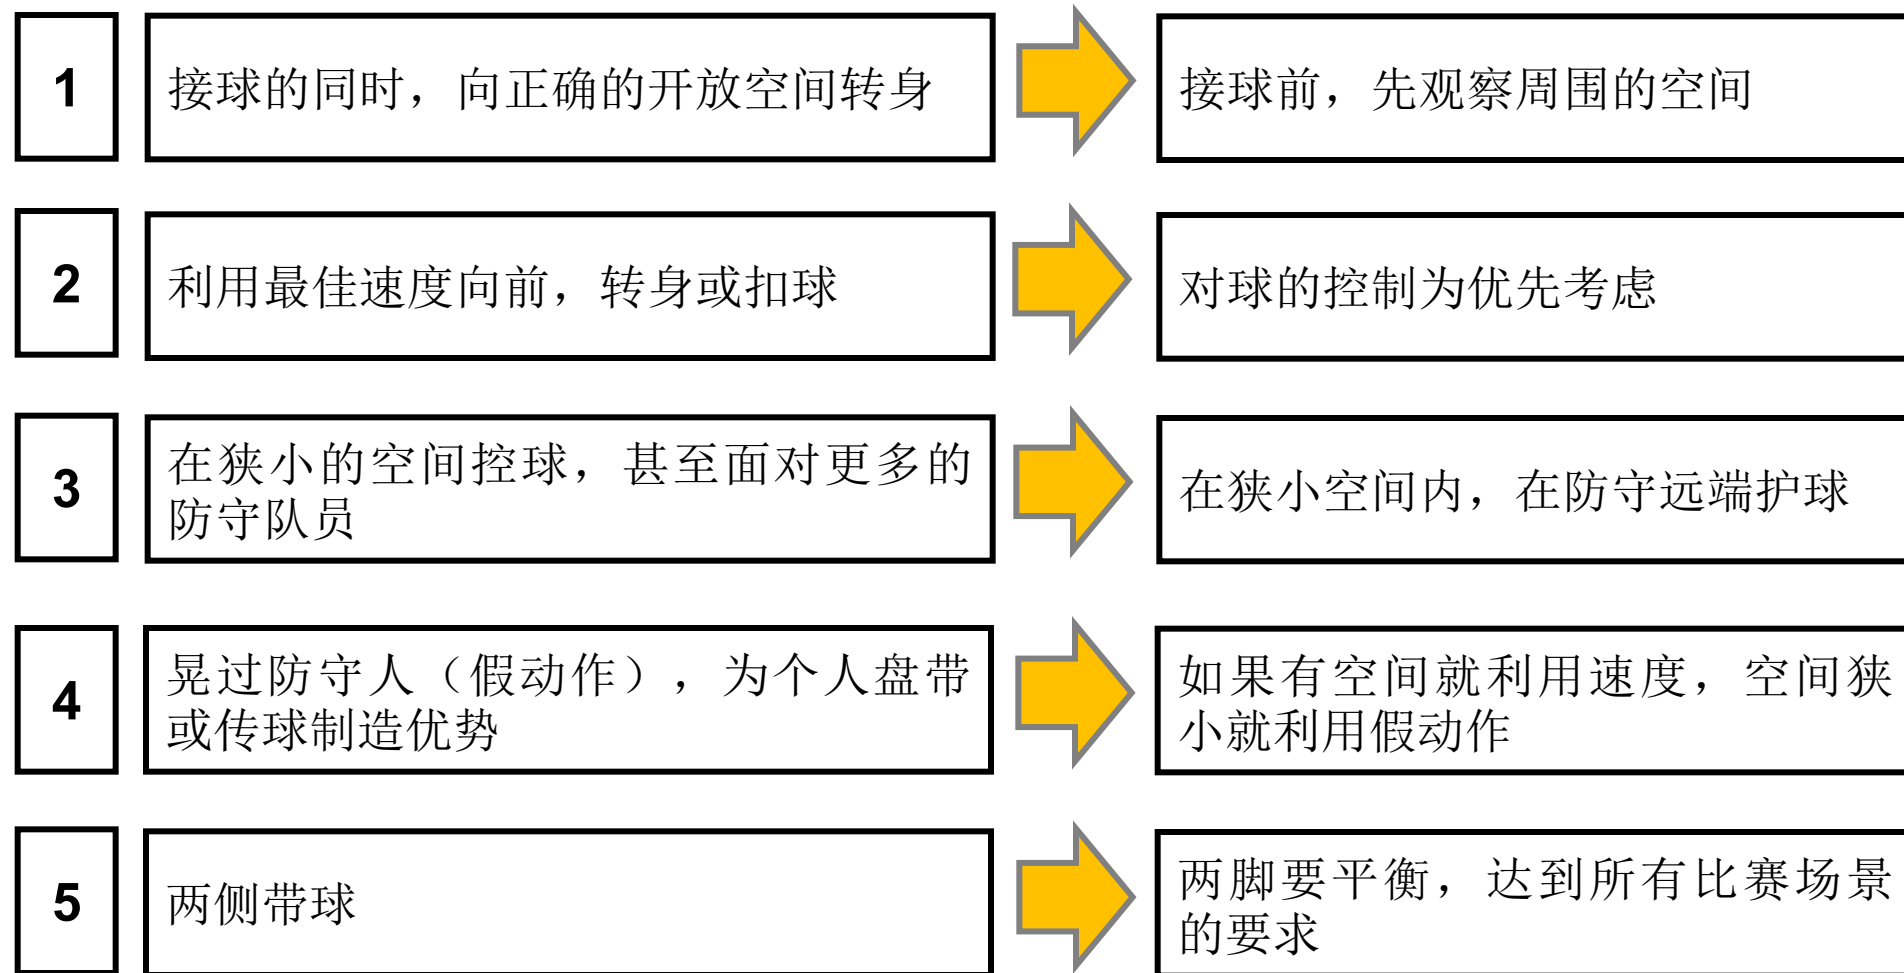 1
接球的同时，向正确的开放空间转身
接球前，先观察周围的空间
2
利用最佳速度向前，转身或扣球
对球的控制为优先考虑
3
在狭小的空间控球，甚至面对更多的
防守队员
在狭小空间内，在防守远端护球
4
晃过防守人（假动作），为个人盘带
或传球制造优势
如果有空间就利用速度，空间狭
小就利用假动作
5
两侧带球
两脚要平衡，达到所有比赛场景
的要求